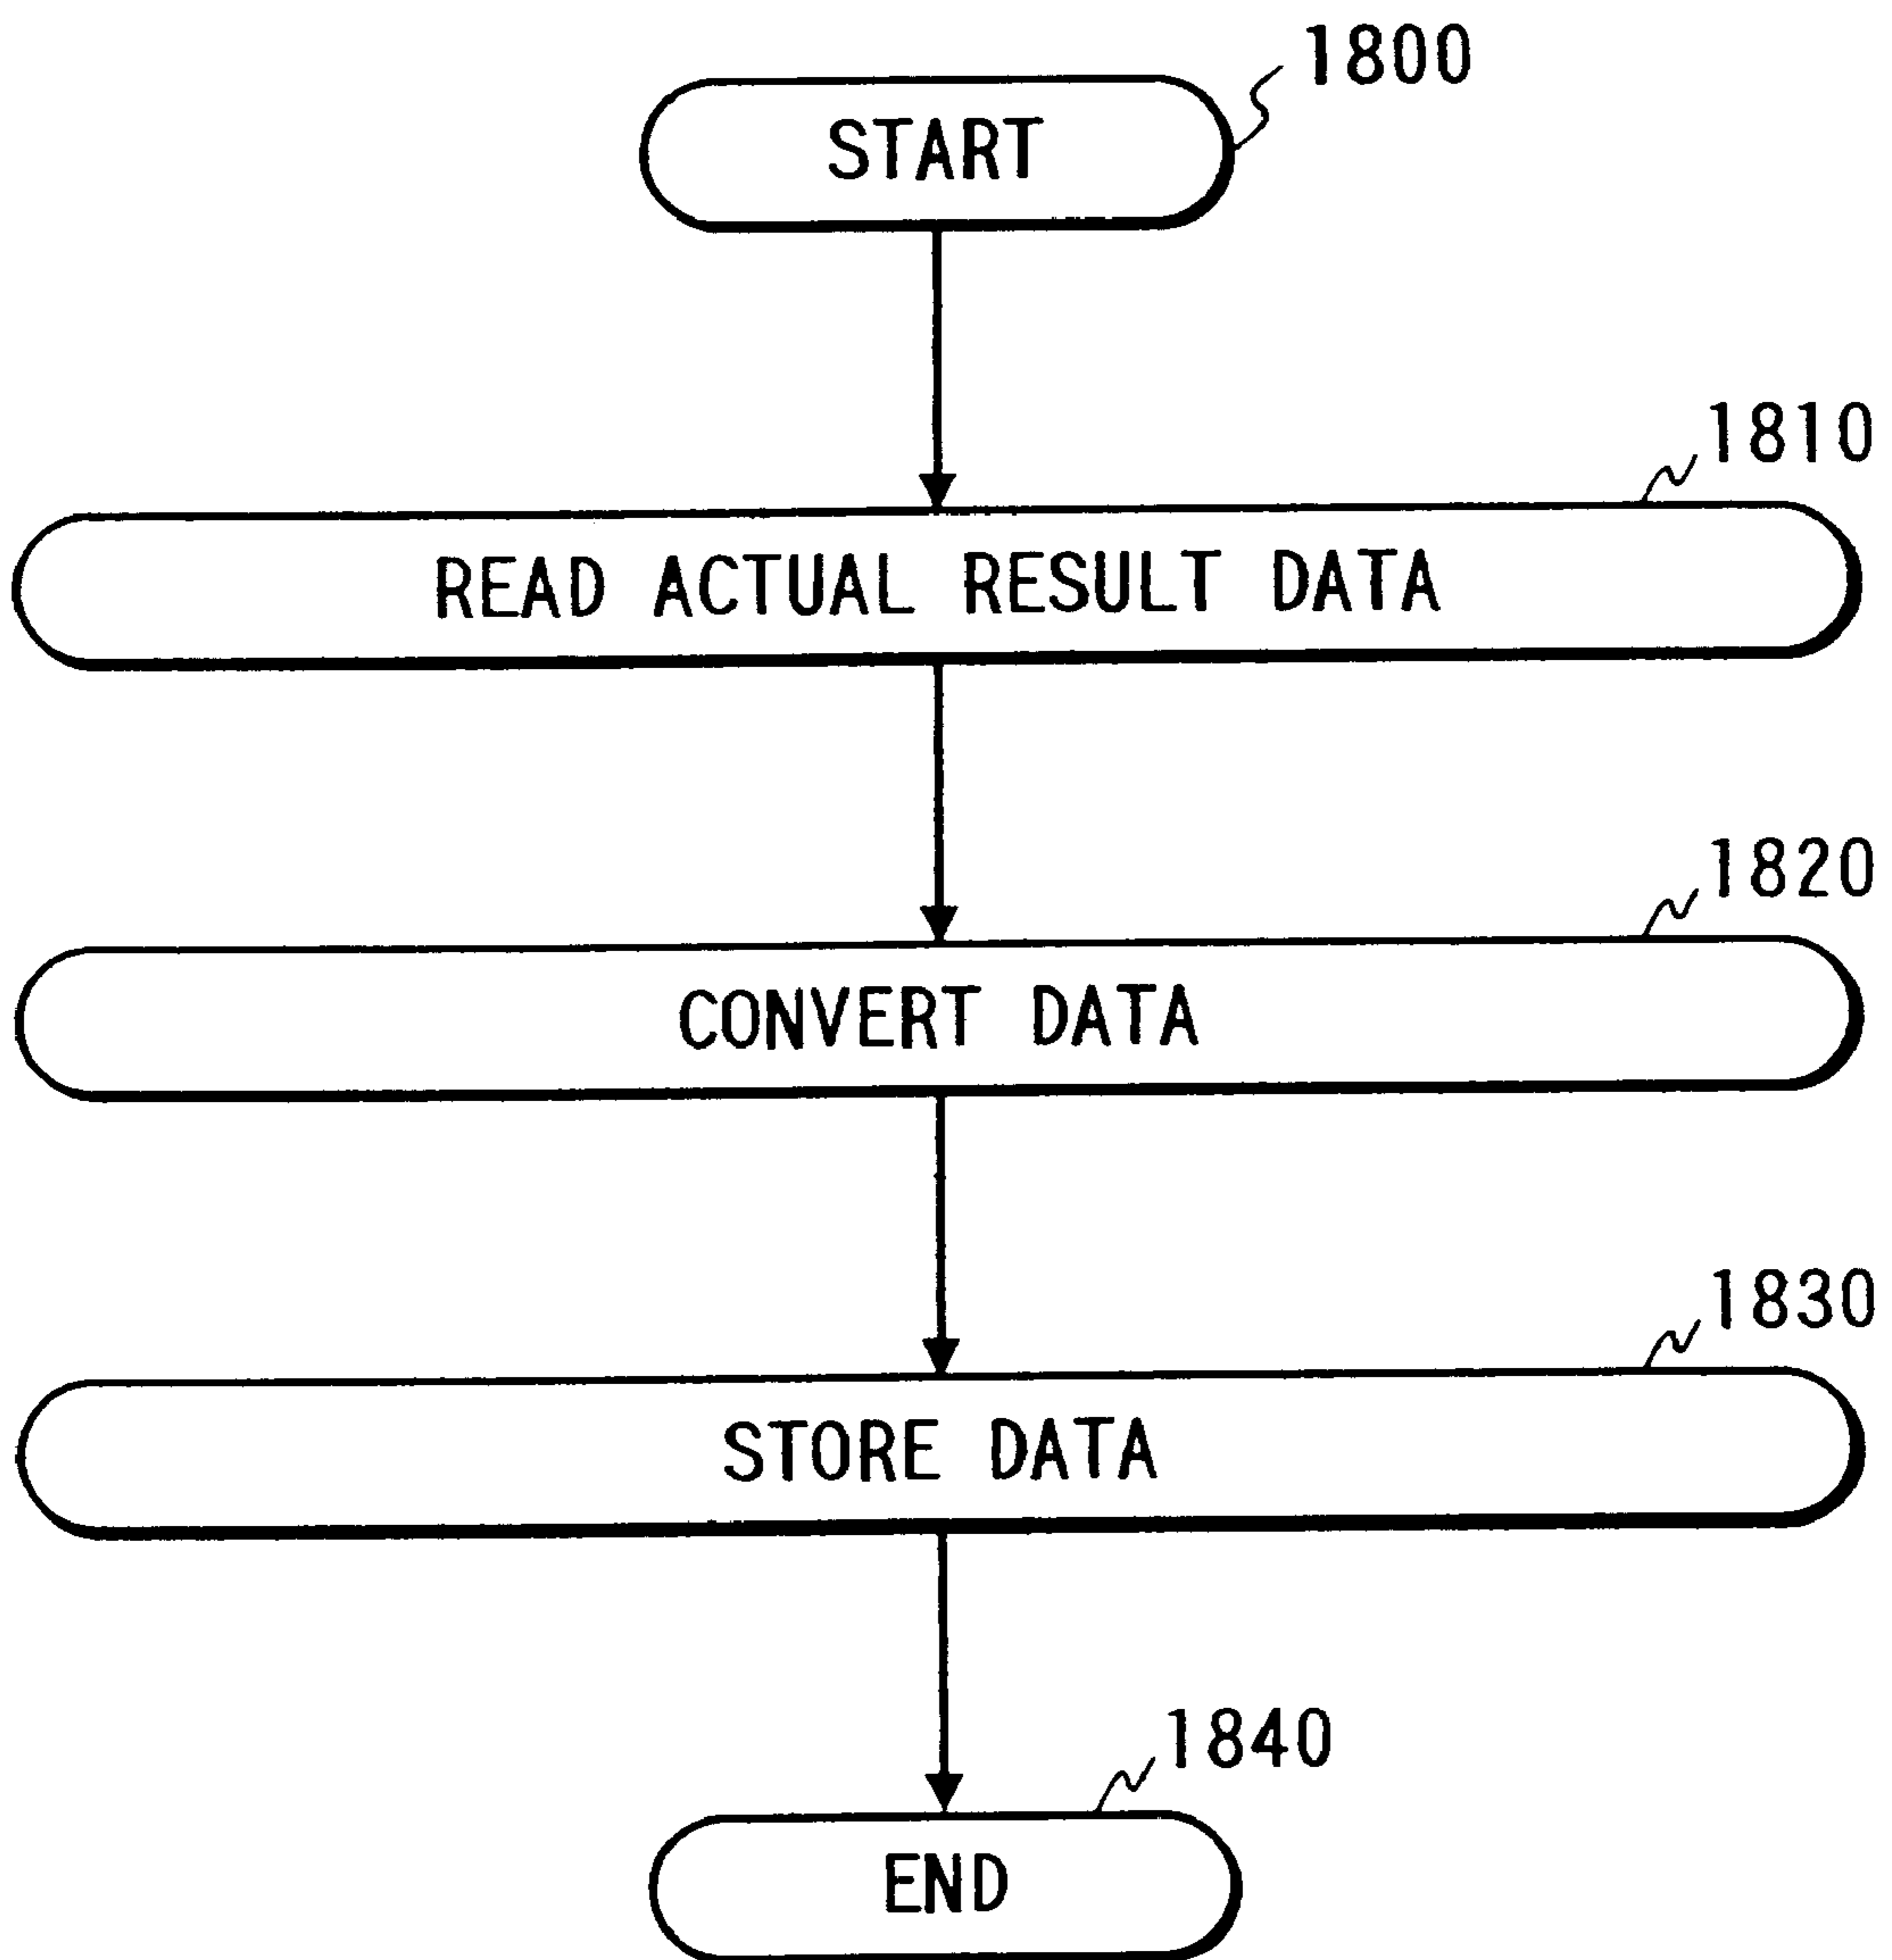 1800
START
1810
READ ACTUAL RESULT DATA
1820
CONVERT DATA
1830
STORE DATA
1840
END